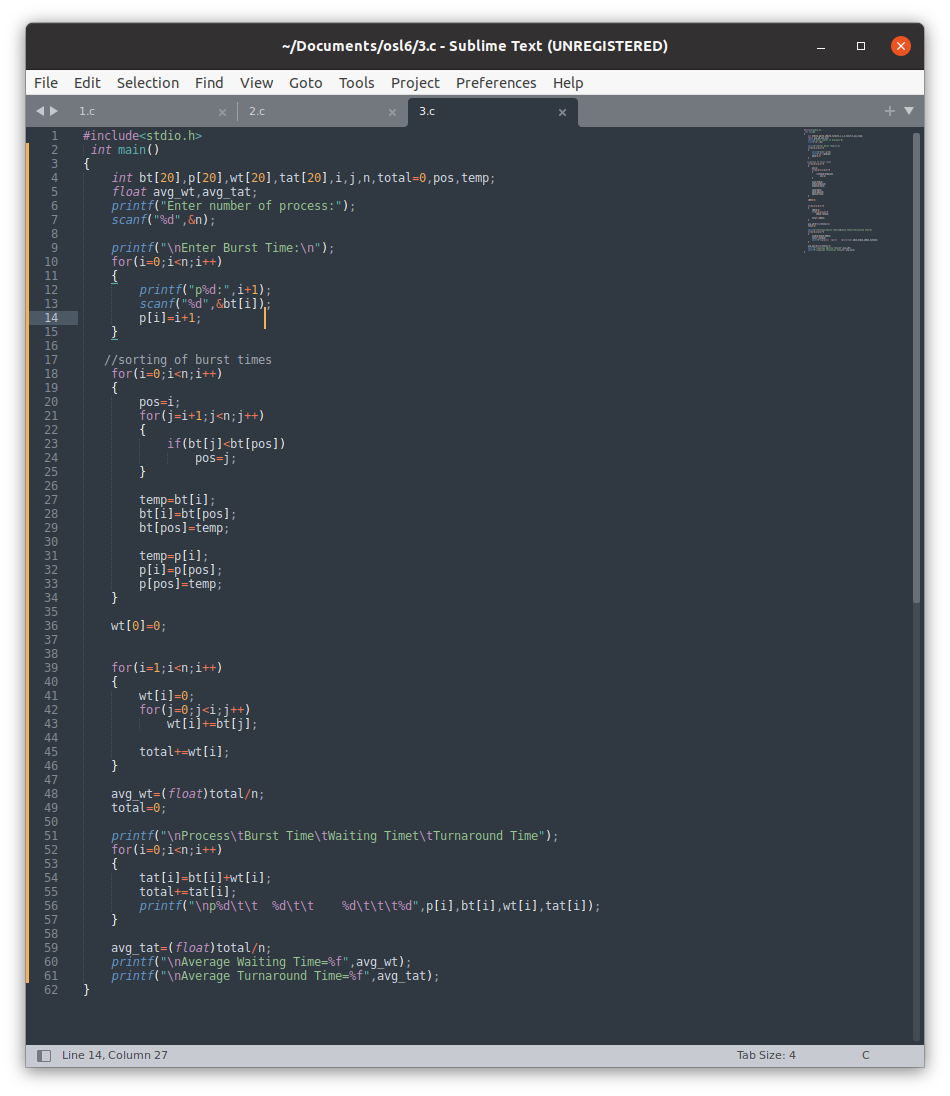 ~/Documents/osl6/3.c - Sublime Text (UNREGISTERED)
File Edit Selection Find View Goto Tools Project Preferences Help
1.c 2.c 3.c
1 #include<stdio.h>
2 int main()
3 {
4 int bt[20],p[20],wt[20],tat[20],i,j,n,total=0,pos,temp;
5 float avg_wt,avg_tat;
6 printf("Enter number of process:");
7 scanf("%d",&n);
8
9 printf("\nEnter Burst Time:\n");
10 for(i=0;i<n;i++)
11 {
12 printf("p%d:",i+1);
13 scanf("%d",&bt[i]);
14 p[i]=i+1;
15 }
16
17 //sorting of burst times
18 for(i=0;i<n;i++)
19 {
20 pos=i;
21 for(j=i+1;j<n;j++)
22 {
23 if(bt[j]<bt[pos])
24 pos=j;
25 }
26
27 temp=bt[i];
28 bt[i]=bt[pos];
29 bt[pos]=temp;
30
31 temp=p[i];
32 p[i]=p[pos];
33 p[pos]=temp;
34 }
35
36 wt[0]=0;
37
38
39 for(i=1;i<n;i++)
40 {
41 wt[i]=0;
42 for(j=0;j<i;j++)
43 wt[i]+=bt[j];
44
45 total+=wt[i];
46 }
47
48 avg_wt=(float)total/n;
49 total=0;
50
51 printf("\nProcess\tBurst Time\tWaiting Timet\tTurnaround Time");
52 for(i=0;i<n;i++)
53 {
54 tat[i]=bt[i]+wt[i];
55 total+=tat[i];
56 printf("\np%d\t\t  %d\t\t    %d\t\t\t%d",p[i],bt[i],wt[i],tat[i]);
57 }
58
59 avg_tat=(float)total/n;
60 printf("\nAverage Waiting Time=%f",avg_wt);
61 printf("\nAverage Turnaround Time=%f",avg_tat);
62 }
Line 14, Column 27 Tab Size: 4 C